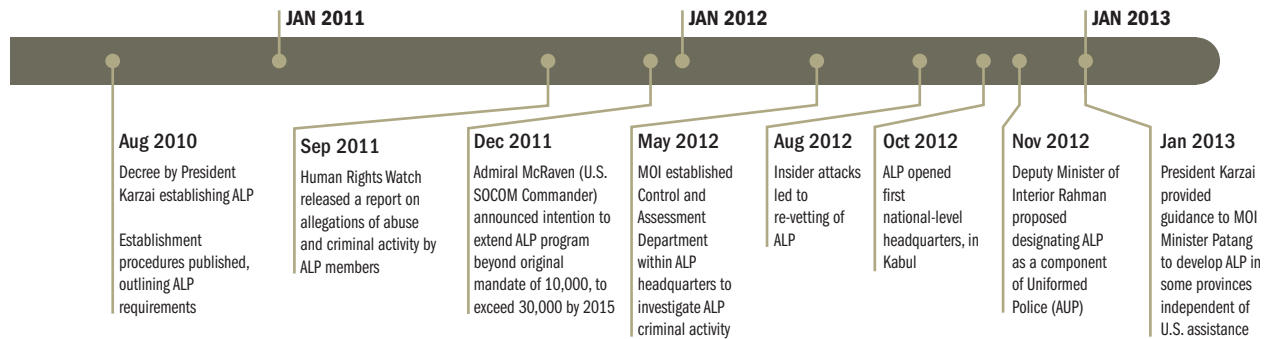 JAN 2011
JAN 2012
JAN 2013
Aug 2010
Decree by President
Karzai establishing ALP
Establishment
procedures published,
outlining ALP
requirements
Sep 2011
Human Rights Watch
released a report on
allegations of abuse
and criminal activity by
ALP members
Dec 2011
Admiral McRaven (U.S.
SOCOM Commander)
announced intention to
extend ALP program
beyond original
mandate of 10,000, to
exceed 30,000 by 2015
May 2012
MOI established
Control and
Assessment
Department
within ALP
headquarters to
investigate ALP
criminal activity
Aug 2012
Insider attacks
led to
re-vetting of
ALP
Oct 2012
ALP opened
first
national-level
headquarters, in
Kabul
Nov 2012
Deputy Minister of
Interior Rahman
proposed
designating ALP
as a component
of Uniformed
Police (AUP)
Jan 2013
President Karzai
provided
guidance to MOI
Minister Patang
to develop ALP in
some provinces
independent of
U.S. assistance